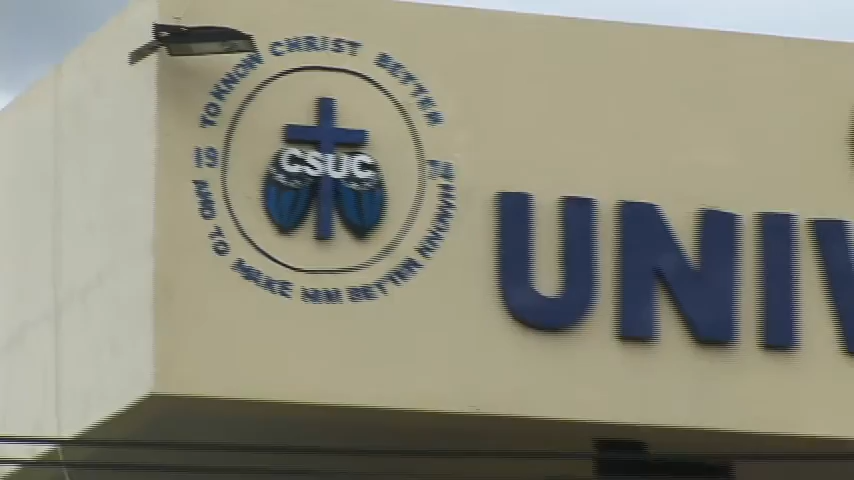 TO KNOW CHRIST BETTER
AND TO MAKE HIM BETTER KNOWN
19
CSUC
UNIV